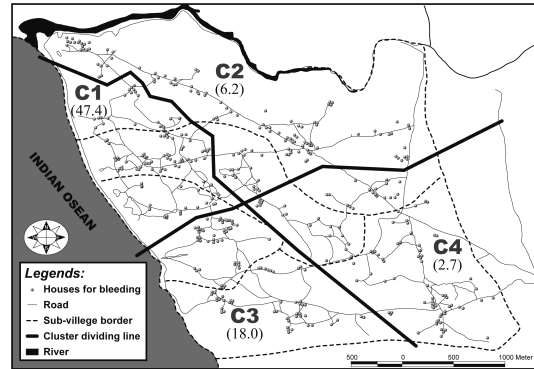 C1
(47.4)
C2
(6.2)
INDIAN OSEAN
C4
(2.7)
C3
(18.0)
Legends:
Houses for bleeding
Road
Sub-villege border
Cluster dividing line
River
500 0 500 1000 Meter